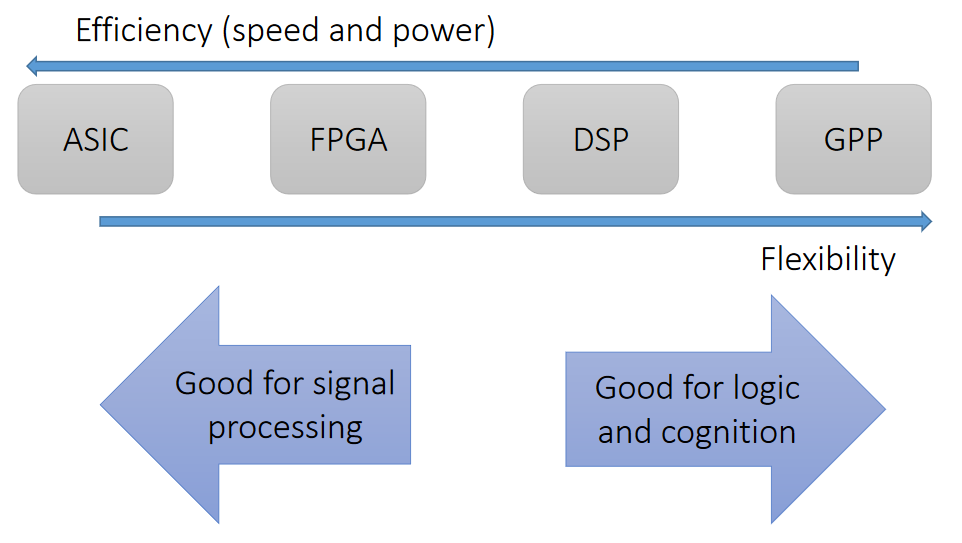 Efficiency (speed and power)
ASIC
FPGA
DSP
GPP
Flexibility
Good for signal
processing
Good for logic
and cognition